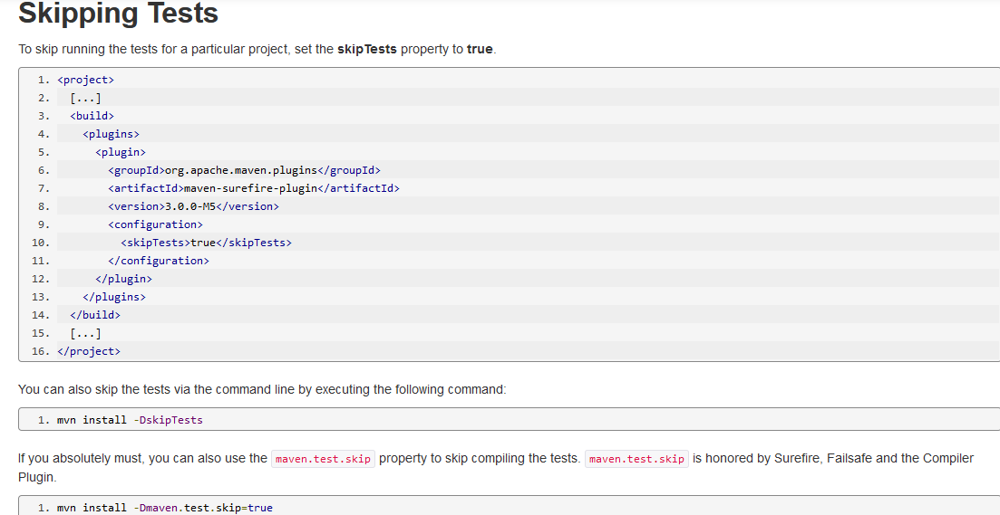 Skipping Tests
To skip running the tests for a particular project, set the skipTests property to true.
1. <project>
2.   [...]
3.   <build>
4.     <plugins>
5.       <plugin>
6.         <groupId>org.apache.maven.plugins</groupId>
7.         <artifactId>maven-surefire-plugin</artifactId>
8.         <version>3.0.0-M5</version>
9.         <configuration>
10.           <skipTests>true</skipTests>
11.         </configuration>
12.       </plugin>
13.     </plugins>
14.   </build>
15.   [...]
16. </project>
You can also skip the tests via the command line by executing the following command:
1. mvn install -DskipTests
If you absolutely must, you can also use the maven.test.skip property to skip compiling the tests. maven.test.skip is honored by Surefire, Failsafe and the Compiler
Plugin.
1. mvn install -Dmaven.test.skip=true